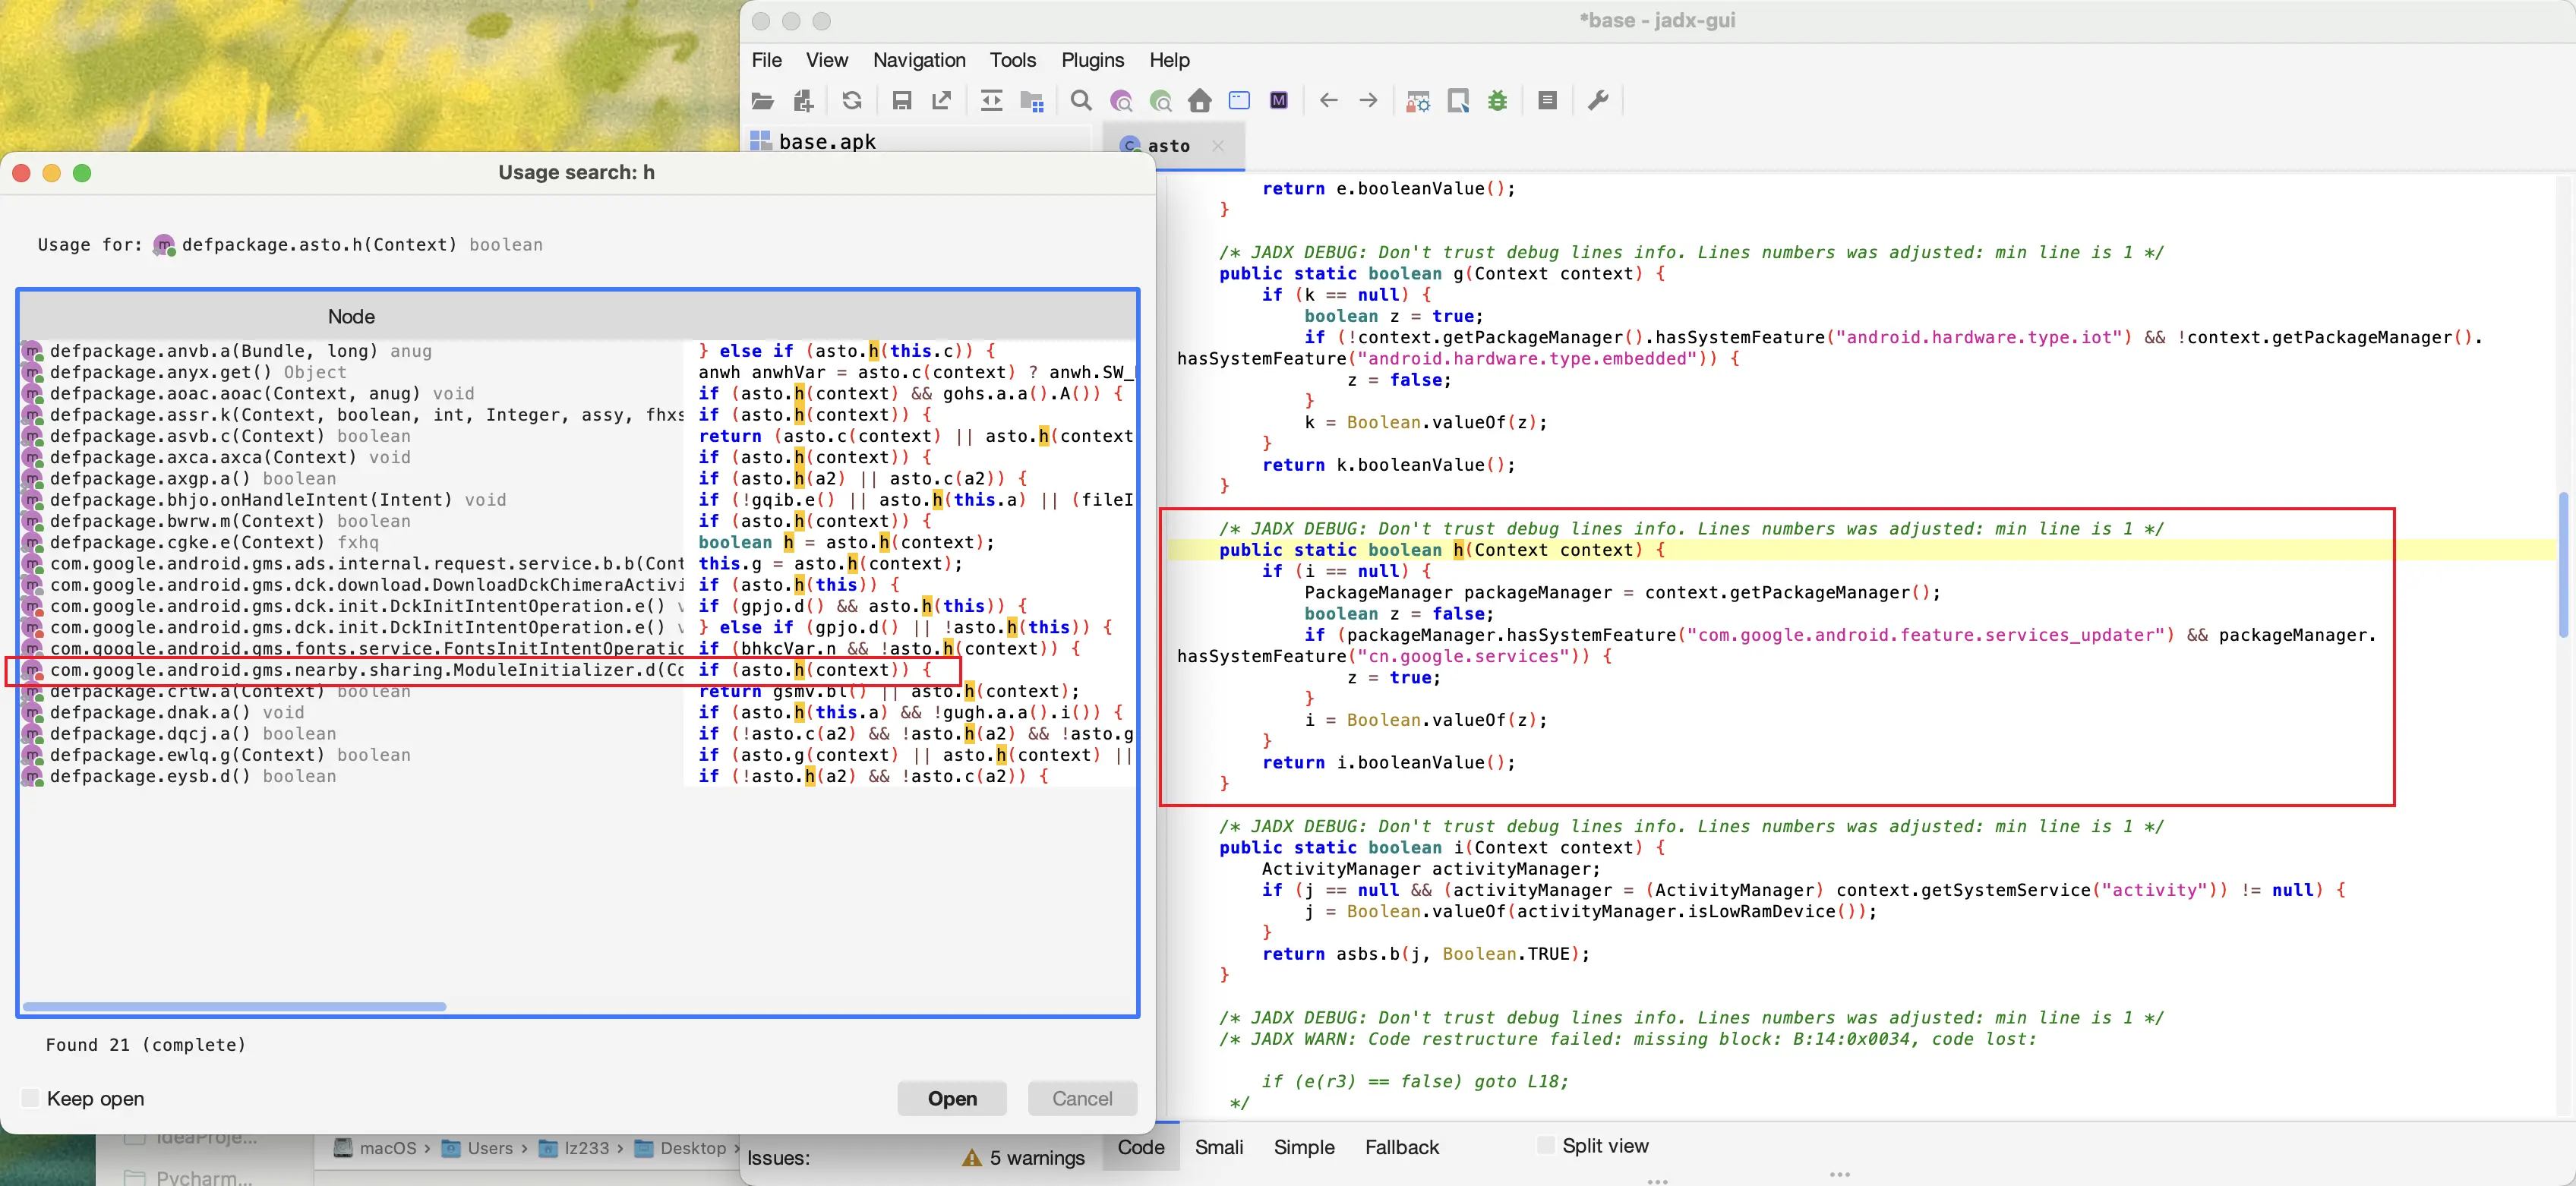 *base - jadx-gui
File View Navigation Tools Plugins Help
base.apk
asto
Usage search: h
Usage for: defpackage.asto.h(Context) boolean
Node
defpackage.anvb.a(Bundle, long) anug } else if (asto.h(this.c)) {
defpackage.anyx.get() Object anwh anwhVar = asto.c(context) ? anwh.SW_
defpackage.aoac.aoac(Context, anug) void if (asto.h(context) && gohs.a.a().A()) {
defpackage.assr.k(Context, boolean, int, Integer, assy, fhxs if (asto.h(context)) {
defpackage.asvb.c(Context) boolean return (asto.c(context) || asto.h(context
defpackage.axca.axca(Context) void if (asto.h(context)) {
defpackage.axgp.a() boolean if (asto.h(a2) || asto.c(a2)) {
defpackage.bhjo.onHandleIntent(Intent) void if (!gqib.e() || asto.h(this.a) || (fileI
defpackage.bwrw.m(Context) boolean if (asto.h(context)) {
defpackage.cgke.e(Context) fxhq boolean h = asto.h(context);
com.google.android.gms.ads.internal.request.service.b.b(Cont this.g = asto.h(context);
com.google.android.gms.dck.download.DownloadDckChimeraActivi if (asto.h(this)) {
com.google.android.gms.dck.init.DckInitIntentOperation.e() v if (gpjo.d() && asto.h(this)) {
com.google.android.gms.dck.init.DckInitIntentOperation.e() v } else if (gpjo.d() || !asto.h(this)) {
com.google.android.gms.fonts.service.FontsInitIntentOperatio if (bhkcVar.n && !asto.h(context)) {
com.google.android.gms.nearby.sharing.ModuleInitializer.d(Co if (asto.h(context)) {
defpackage.crtw.a(Context) boolean return gsmv.bl() || asto.h(context);
defpackage.dnak.a() void if (asto.h(this.a) && !gugh.a.a().i()) {
defpackage.dqcj.a() boolean if (!asto.c(a2) && !asto.h(a2) && !asto.g
defpackage.ewlq.g(Context) boolean if (asto.g(context) || asto.h(context) ||
defpackage.eysb.d() boolean if (!asto.h(a2) && !asto.c(a2)) {
Found 21 (complete)
Keep open
Open Cancel
return e.booleanValue();
}
/* JADX DEBUG: Don't trust debug lines info. Lines numbers was adjusted: min line is 1 */
public static boolean g(Context context) {
if (k == null) {
boolean z = true;
if (!context.getPackageManager().hasSystemFeature("android.hardware.type.iot") && !context.getPackageManager().
hasSystemFeature("android.hardware.type.embedded")) {
z = false;
}
k = Boolean.valueOf(z);
}
return k.booleanValue();
}
/* JADX DEBUG: Don't trust debug lines info. Lines numbers was adjusted: min line is 1 */
public static boolean h(Context context) {
if (i == null) {
PackageManager packageManager = context.getPackageManager();
boolean z = false;
if (packageManager.hasSystemFeature("com.google.android.feature.services_updater") && packageManager.
hasSystemFeature("cn.google.services")) {
z = true;
}
i = Boolean.valueOf(z);
}
return i.booleanValue();
}
/* JADX DEBUG: Don't trust debug lines info. Lines numbers was adjusted: min line is 1 */
public static boolean i(Context context) {
ActivityManager activityManager;
if (j == null && (activityManager = (ActivityManager) context.getSystemService("activity")) != null) {
j = Boolean.valueOf(activityManager.isLowRamDevice());
}
return asbs.b(j, Boolean.TRUE);
}
/* JADX DEBUG: Don't trust debug lines info. Lines numbers was adjusted: min line is 1 */
/* JADX WARN: Code restructure failed: missing block: B:14:0x0034, code lost:
if (e(r3) == false) goto L18;
*/
IdeaProje...
Pycharm...
macOS › Users › lz233 › Desktop ›
Issues: 5 warnings
Code Smali Simple Fallback Split view